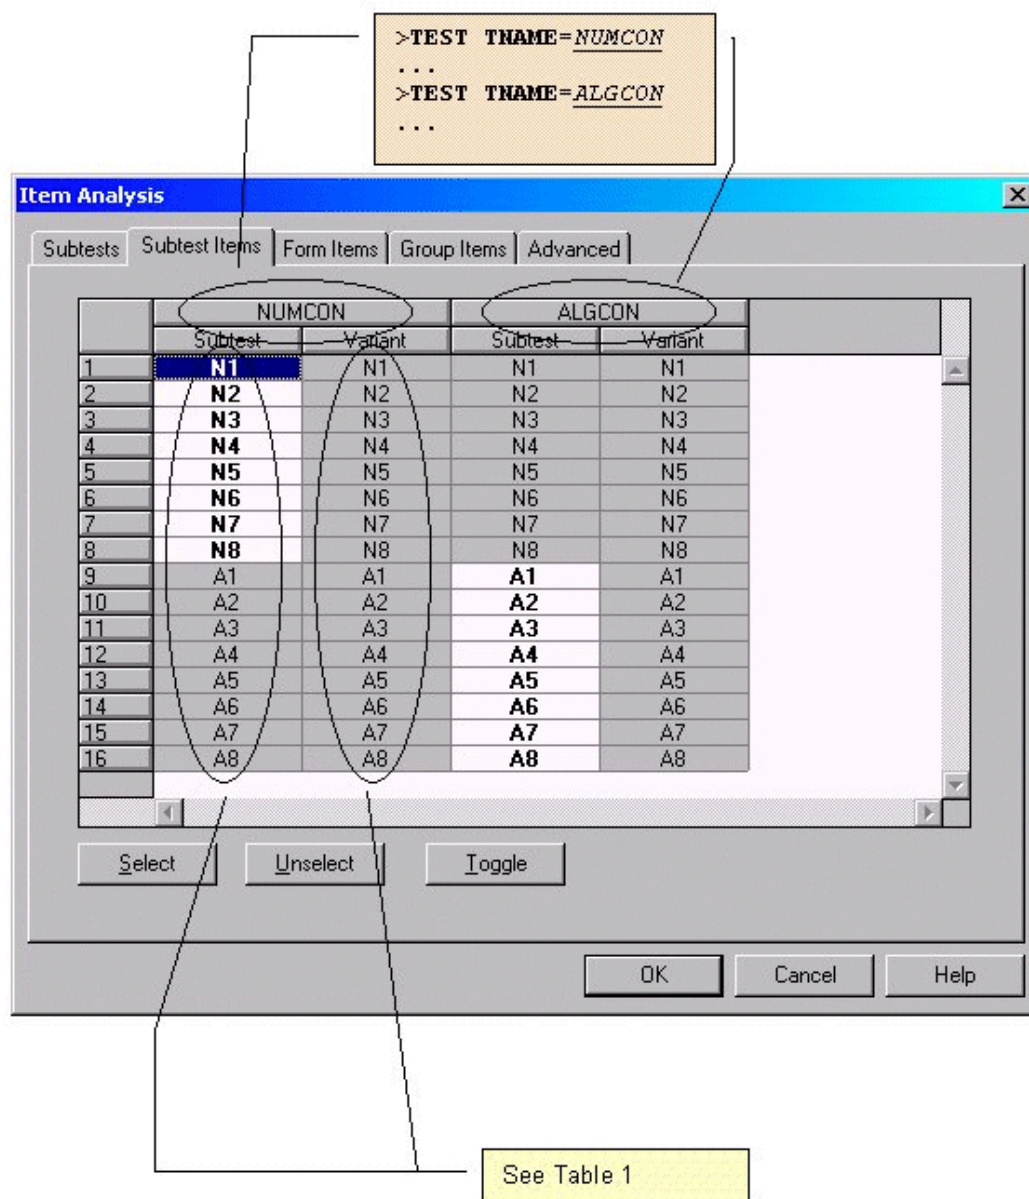 >TEST TNAME=NUMCON
...
>TEST TNAME=ALGCON
...
Item Analysis
Subtests Subtest Items Form Items Group Items Advanced
NUMCON ALGCON
Subtest Variant Subtest Variant
1 N1 N1 N1 N1
2 N2 N2 N2 N2
3 N3 N3 N3 N3
4 N4 N4 N4 N4
5 N5 N5 N5 N5
6 N6 N6 N6 N6
7 N7 N7 N7 N7
8 N8 N8 N8 N8
9 A1 A1 A1 A1
10 A2 A2 A2 A2
11 A3 A3 A3 A3
12 A4 A4 A4 A4
13 A5 A5 A5 A5
14 A6 A6 A6 A6
15 A7 A7 A7 A7
16 A8 A8 A8 A8
Select Unselect Toggle
OK Cancel Help
See Table 1